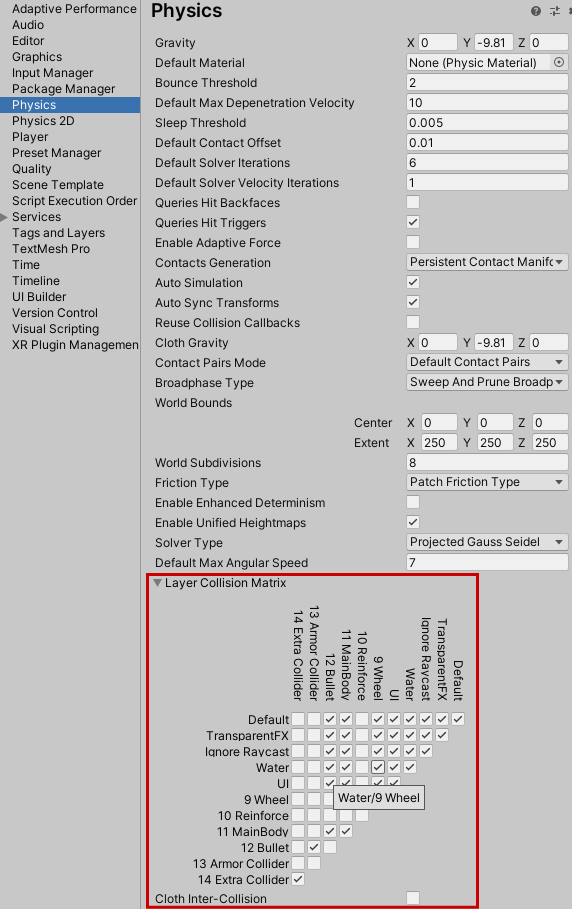 Adaptive Performance
Audio
Editor
Graphics
Input Manager
Package Manager
Physics
Physics 2D
Player
Preset Manager
Quality
Scene Template
Script Execution Order
Services
Tags and Layers
TextMesh Pro
Time
Timeline
UI Builder
Version Control
Visual Scripting
XR Plugin Managemen
Physics
Gravity X 0 Y -9.81 Z 0
Default Material None (Physic Material)
Bounce Threshold 2
Default Max Depenetration Velocity 10
Sleep Threshold 0.005
Default Contact Offset 0.01
Default Solver Iterations 6
Default Solver Velocity Iterations 1
Queries Hit Backfaces
Queries Hit Triggers
Enable Adaptive Force
Contacts Generation Persistent Contact Manifo
Auto Simulation
Auto Sync Transforms
Reuse Collision Callbacks
Cloth Gravity X 0 Y -9.81 Z 0
Contact Pairs Mode Default Contact Pairs
Broadphase Type Sweep And Prune Broadp
World Bounds
Center X 0 Y 0 Z 0
Extent X 250 Y 250 Z 250
World Subdivisions 8
Friction Type Patch Friction Type
Enable Enhanced Determinism
Enable Unified Heightmaps
Solver Type Projected Gauss Seidel
Default Max Angular Speed 7
Layer Collision Matrix
14 Extra Collider
13 Armor Collider
12 Bullet
11 MainBody
10 Reinforce
9 Wheel
UI
Water
Ignore Raycast
TransparentFX
Default
Default
TransparentFX
Ignore Raycast
Water
UI
9 Wheel
Water/9 Wheel
10 Reinforce
11 MainBody
12 Bullet
13 Armor Collider
14 Extra Collider
Cloth Inter-Collision